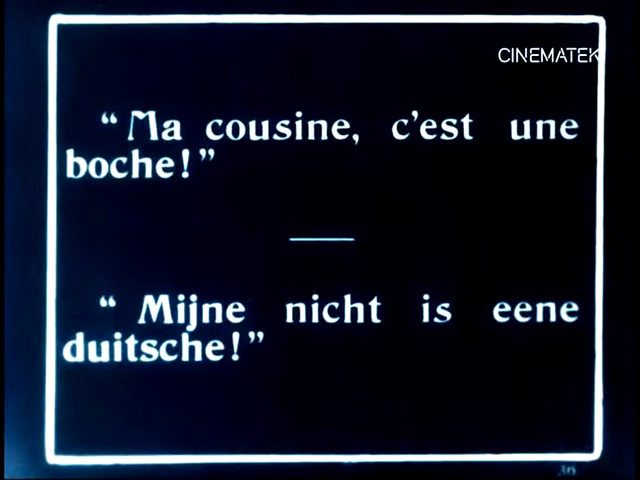 CINEMATEK
“Ma cousine, c'est une
boche!”
“Mijne nicht is eene
duitsche!”